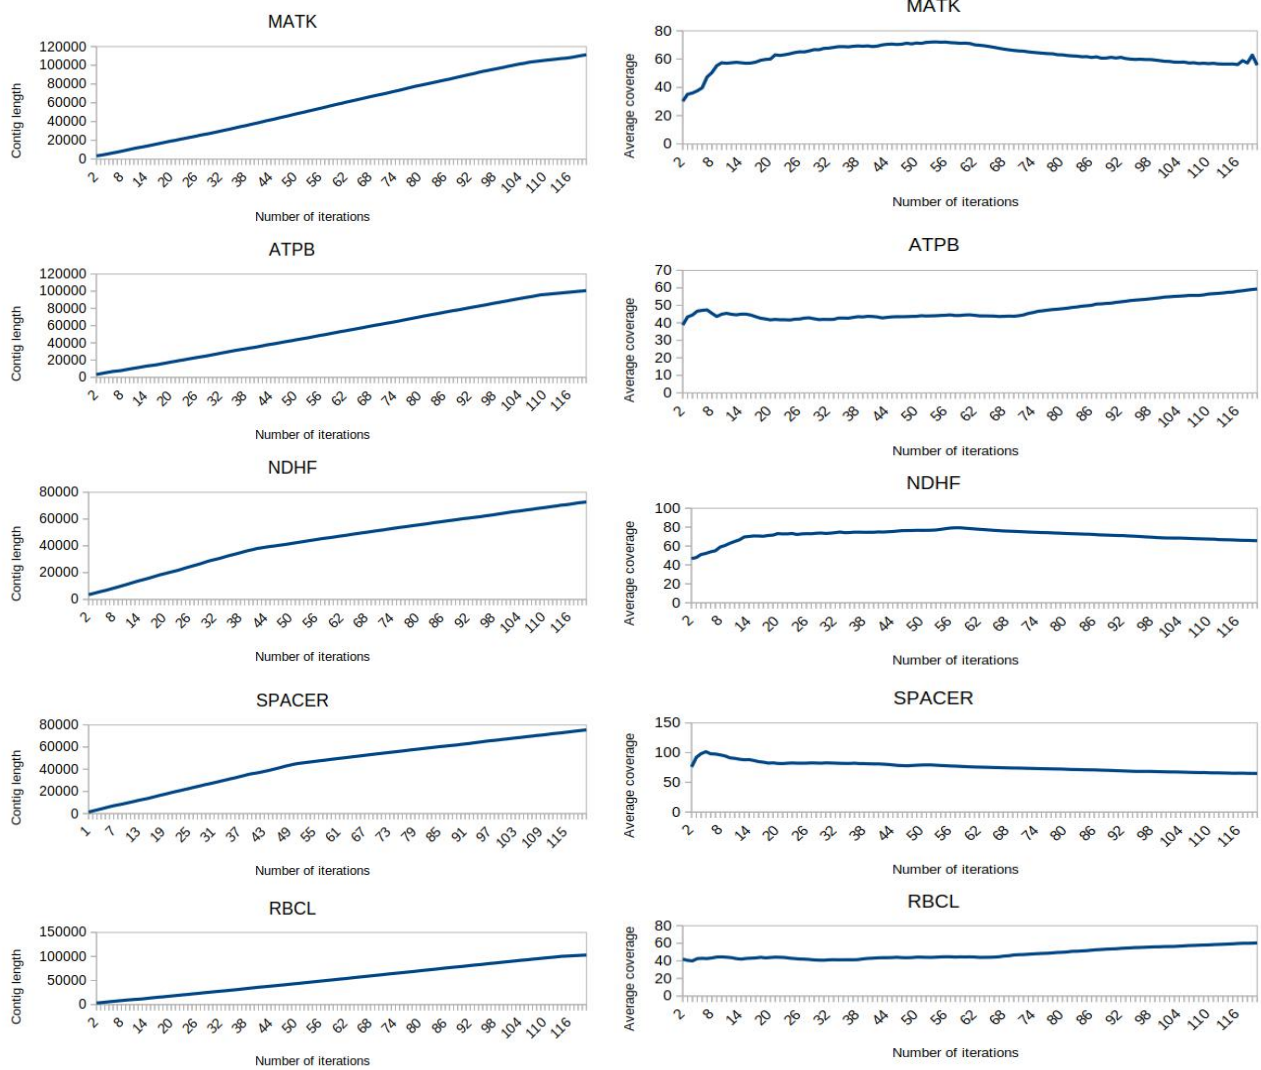 MATK
120000
100000
80000
60000
40000
20000
0
Contig length
2 8 14 20 26 32 38 44 50 56 62 68 74 80 86 92 98 104 110 116
Number of iterations
MATK
80
60
40
20
0
Average coverage
2 8 14 20 26 32 38 44 50 56 62 68 74 80 86 92 98 104 110 116
Number of iterations
ATPB
120000
100000
80000
60000
40000
20000
0
Contig length
2 8 14 20 26 32 38 44 50 56 62 68 74 80 86 92 98 104 110 116
Number of iterations
ATPB
70
60
50
40
30
20
10
0
Average coverage
2 8 14 20 26 32 38 44 50 56 62 68 74 80 86 92 98 104 110 116
Number of iterations
NDHF
80000
60000
40000
20000
0
Contig length
2 8 14 20 26 32 38 44 50 56 62 68 74 80 86 92 98 104 110 116
Number of iterations
NDHF
100
80
60
40
20
0
Average coverage
2 8 14 20 26 32 38 44 50 56 62 68 74 80 86 92 98 104 110 116
Number of iterations
SPACER
80000
60000
40000
20000
0
Contig length
1 7 13 19 25 31 37 43 49 55 61 67 73 79 85 91 97 103 109 115
Number of iterations
SPACER
150
100
50
0
Average coverage
2 8 14 20 26 32 38 44 50 56 62 68 74 80 86 92 98 104 110 116
Number of iterations
RBCL
150000
100000
50000
0
Contig length
2 8 14 20 26 32 38 44 50 56 62 68 74 80 86 92 98 104 110 116
Number of iterations
RBCL
80
60
40
20
0
Average coverage
2 8 14 20 26 32 38 44 50 56 62 68 74 80 86 92 98 104 110 116
Number of iterations